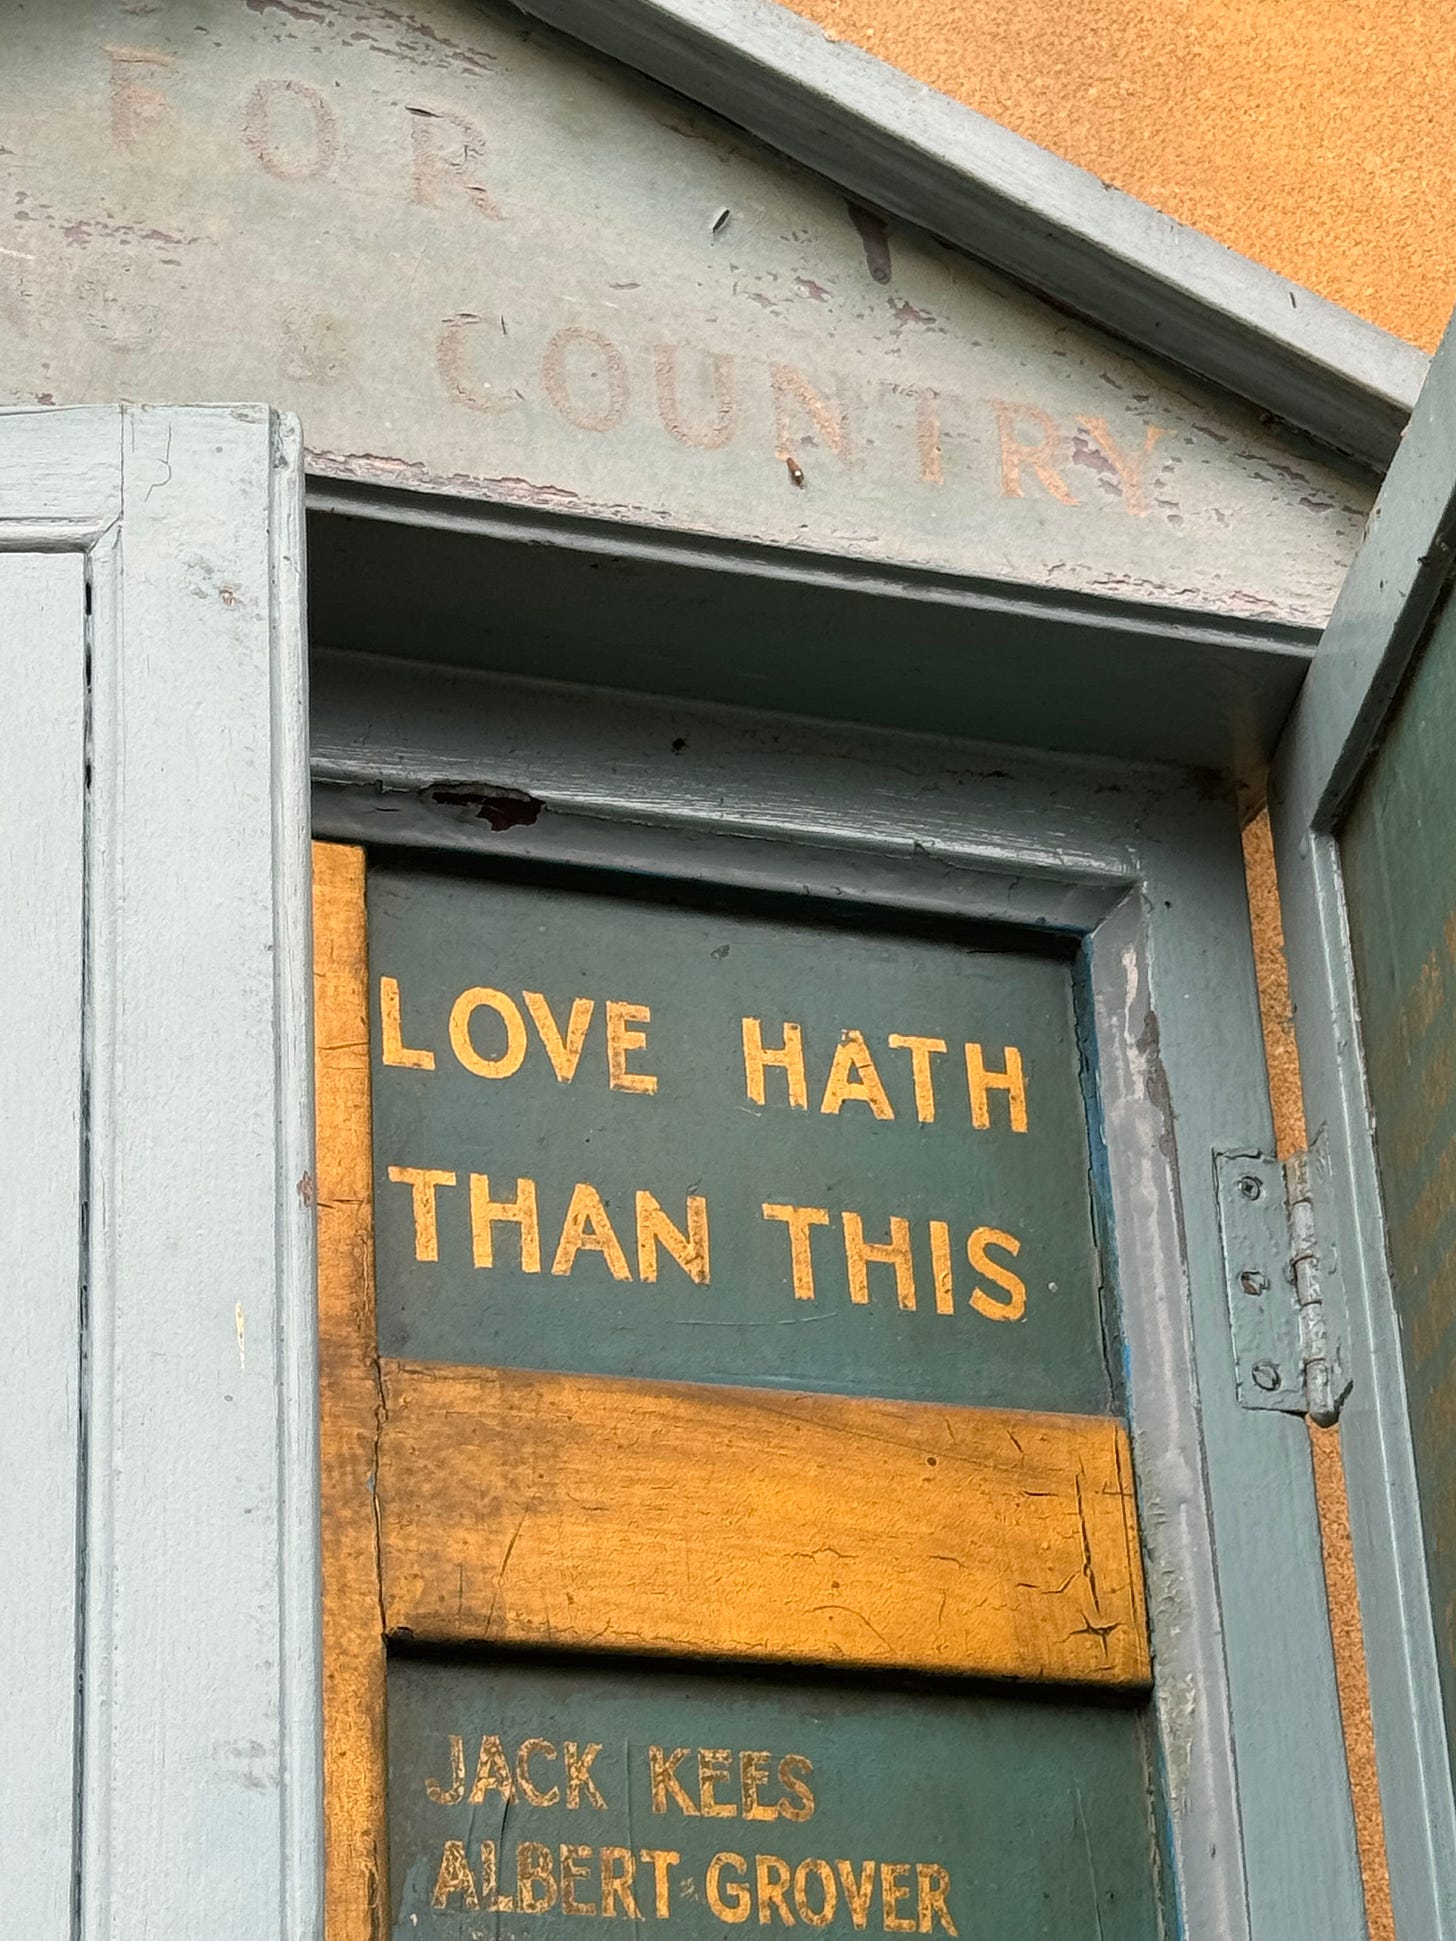 FOR
& COUNTRY
LOVE HATH
THAN THIS
JACK KEES
ALBERT GROVER